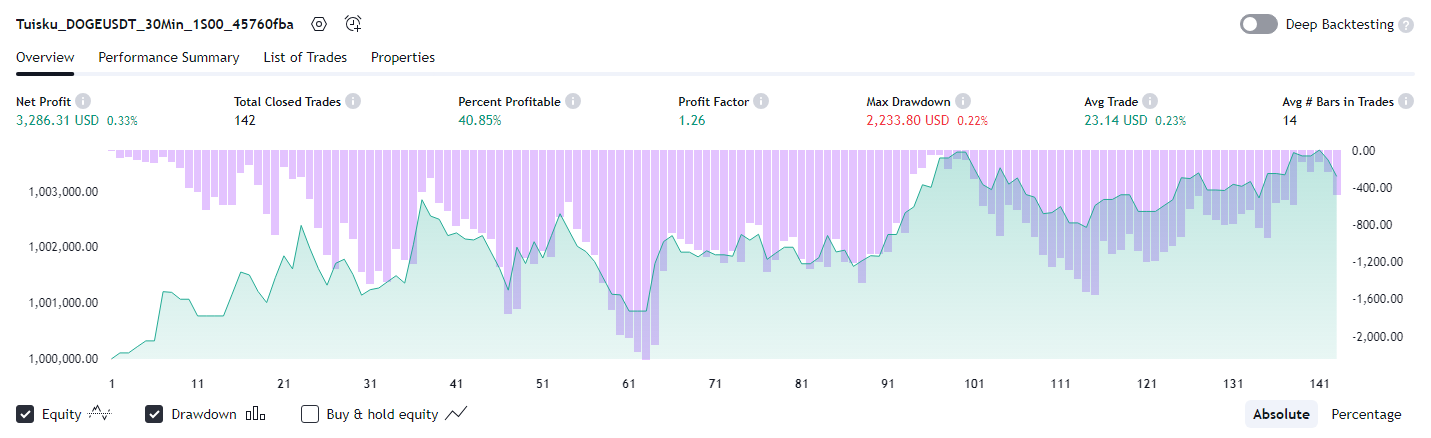 Tuisku_DOGEUSDT_30Min_1S00_45760fba
Deep Backtesting ?
Overview Performance Summary List of Trades Properties
Net Profit Total Closed Trades Percent Profitable Profit Factor Max Drawdown Avg Trade Avg # Bars in Trades
3,286.31 USD 0.33% 142 40.85% 1.26 2,233.80 USD 0.22% 23.14 USD 0.23% 14
0.00
1,003,000.00 -400.00
-800.00
1,002,000.00
-1,200.00
1,001,000.00 -1,600.00
-2,000.00
1,000,000.00
1 11 21 31 41 51 61 71 81 91 101 111 121 131 141
Equity Drawdown Buy & hold equity Absolute Percentage